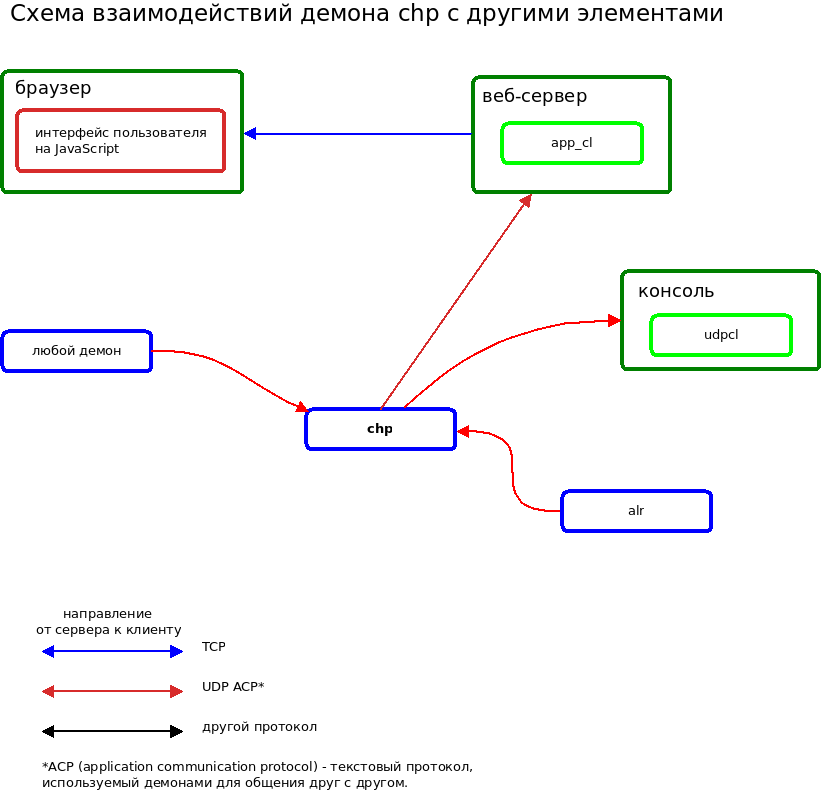 Схема взаимодействий демона chp с другими элементами
браузер
интерфейс пользователя
на JavaScript
веб-сервер
app_cl
консоль
udpcl
любой демон
chp
alr
направление
от сервера к клиенту
TCP
UDP ACP*
другой протокол
*ACP (application communication protocol) - текстовый протокол,
используемый демонами для общения друг с другом.